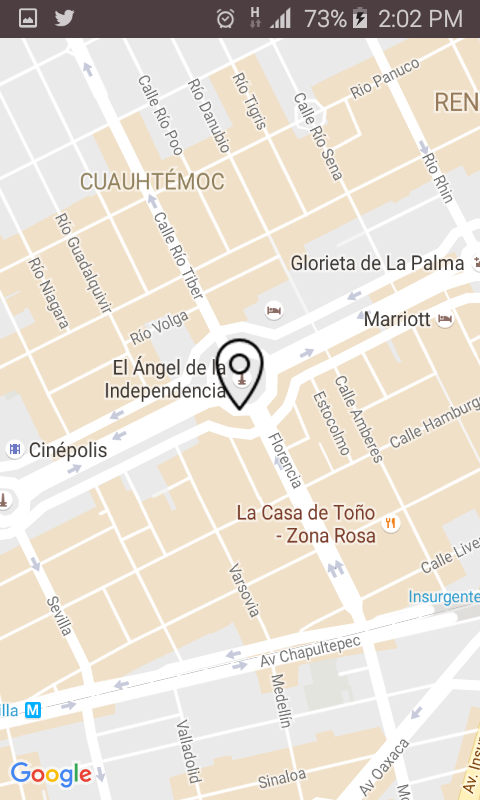 H 73% 2:02 PM
Río Panuco
REN
Calle Río Poo
Río Danubio
Río Tigris
Calle Río Sena
Río Rhin
CUAUHTÉMOC
Río Guadalquivir
Río Niagara
Calle Río Tiber
Glorieta de La Palma
Río Volga
Marriott
El Ángel de la
Independencia
Calle Amberes
Estocolmo
Calle Hamburg
Cinépolis
Florencia
La Casa de Toño
- Zona Rosa
Calle Live
Varsovia
Insurgente
Sevilla
Av Chapultepec
illa M
Medellín
Valladolid
Av Oaxaca
Av. Insu
Google
Sinaloa